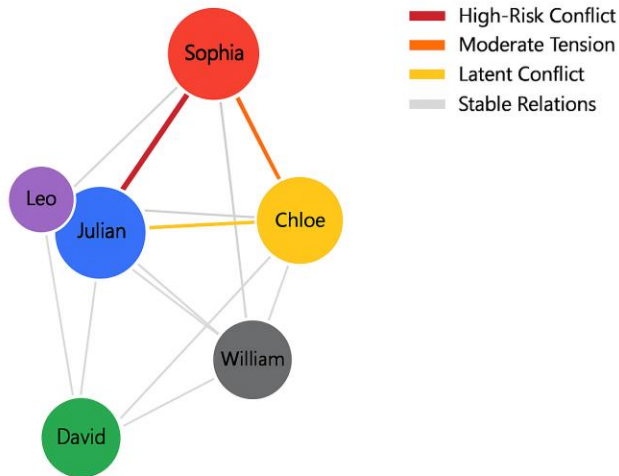 Sophia
High-Risk Conflict
Moderate Tension
Latent Conflict
Stable Relations
Leo
Julian
Chloe
William
David